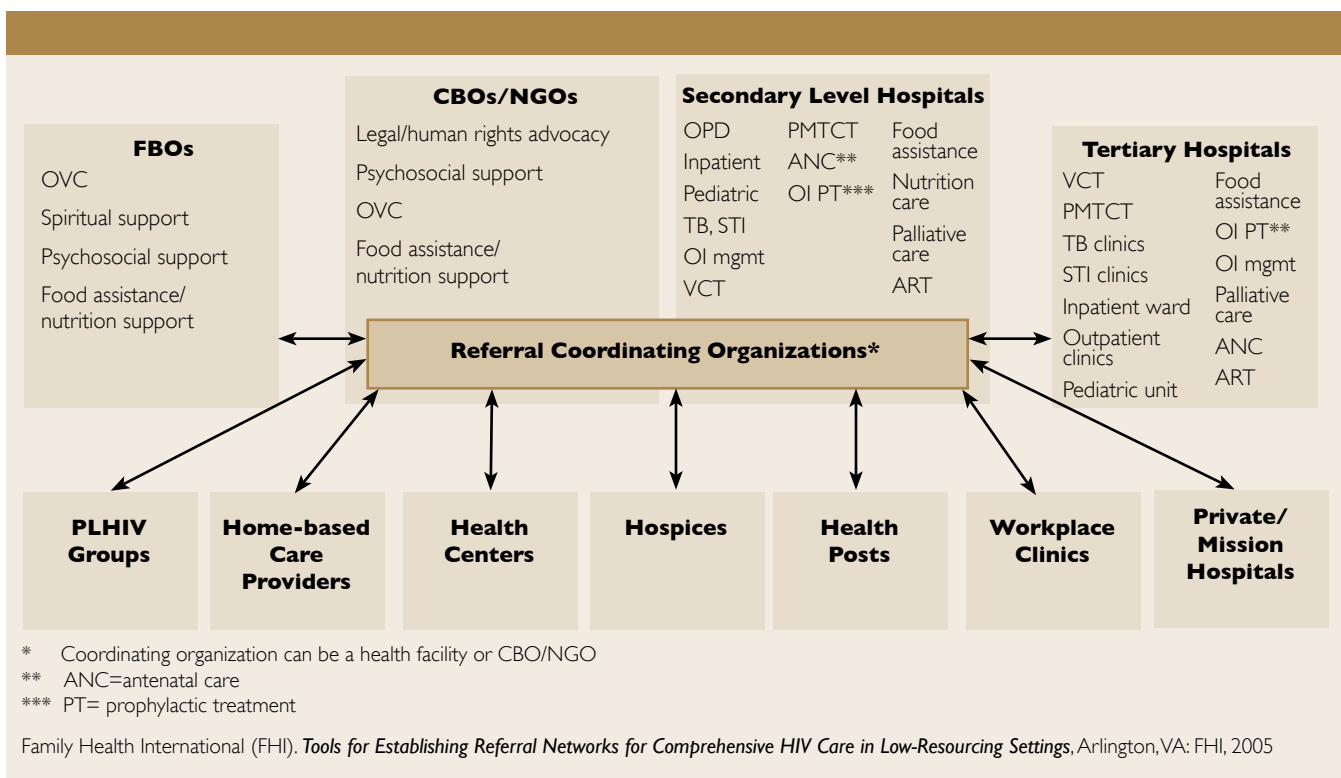 FBOs
OVC
Spiritual support
Psychosocial support
Food assistance/
nutrition support
CBOs/NGOs
Legal/human rights advocacy
Psychosocial support
OVC
Food assistance/
nutrition support
Secondary Level Hospitals
OPD
Inpatient
Pediatric
TB, STI
OI mgmt
VCT
PMTCT
ANC**
OI PT***
Food
assistance
Nutrition
care
Palliative
care
ART
Tertiary Hospitals
VCT
PMTCT
TB clinics
STI clinics
Inpatient ward
Outpatient
clinics
Pediatric unit
Food
assistance
OI PT**
OI mgmt
Palliative
care
ANC
ART
Referral Coordinating Organizations*
PLHIV
Groups
Home-based
Care
Providers
Health
Centers
Hospices
Health
Posts
Workplace
Clinics
Private/
Mission
Hospitals
* Coordinating organization can be a health facility or CBO/NGO
** ANC=antenatal care
*** PT= prophylactic treatment
Family Health International (FHI). Tools for Establishing Referral Networks for Comprehensive HIV Care in Low-Resourcing Settings, Arlington, VA: FHI, 2005